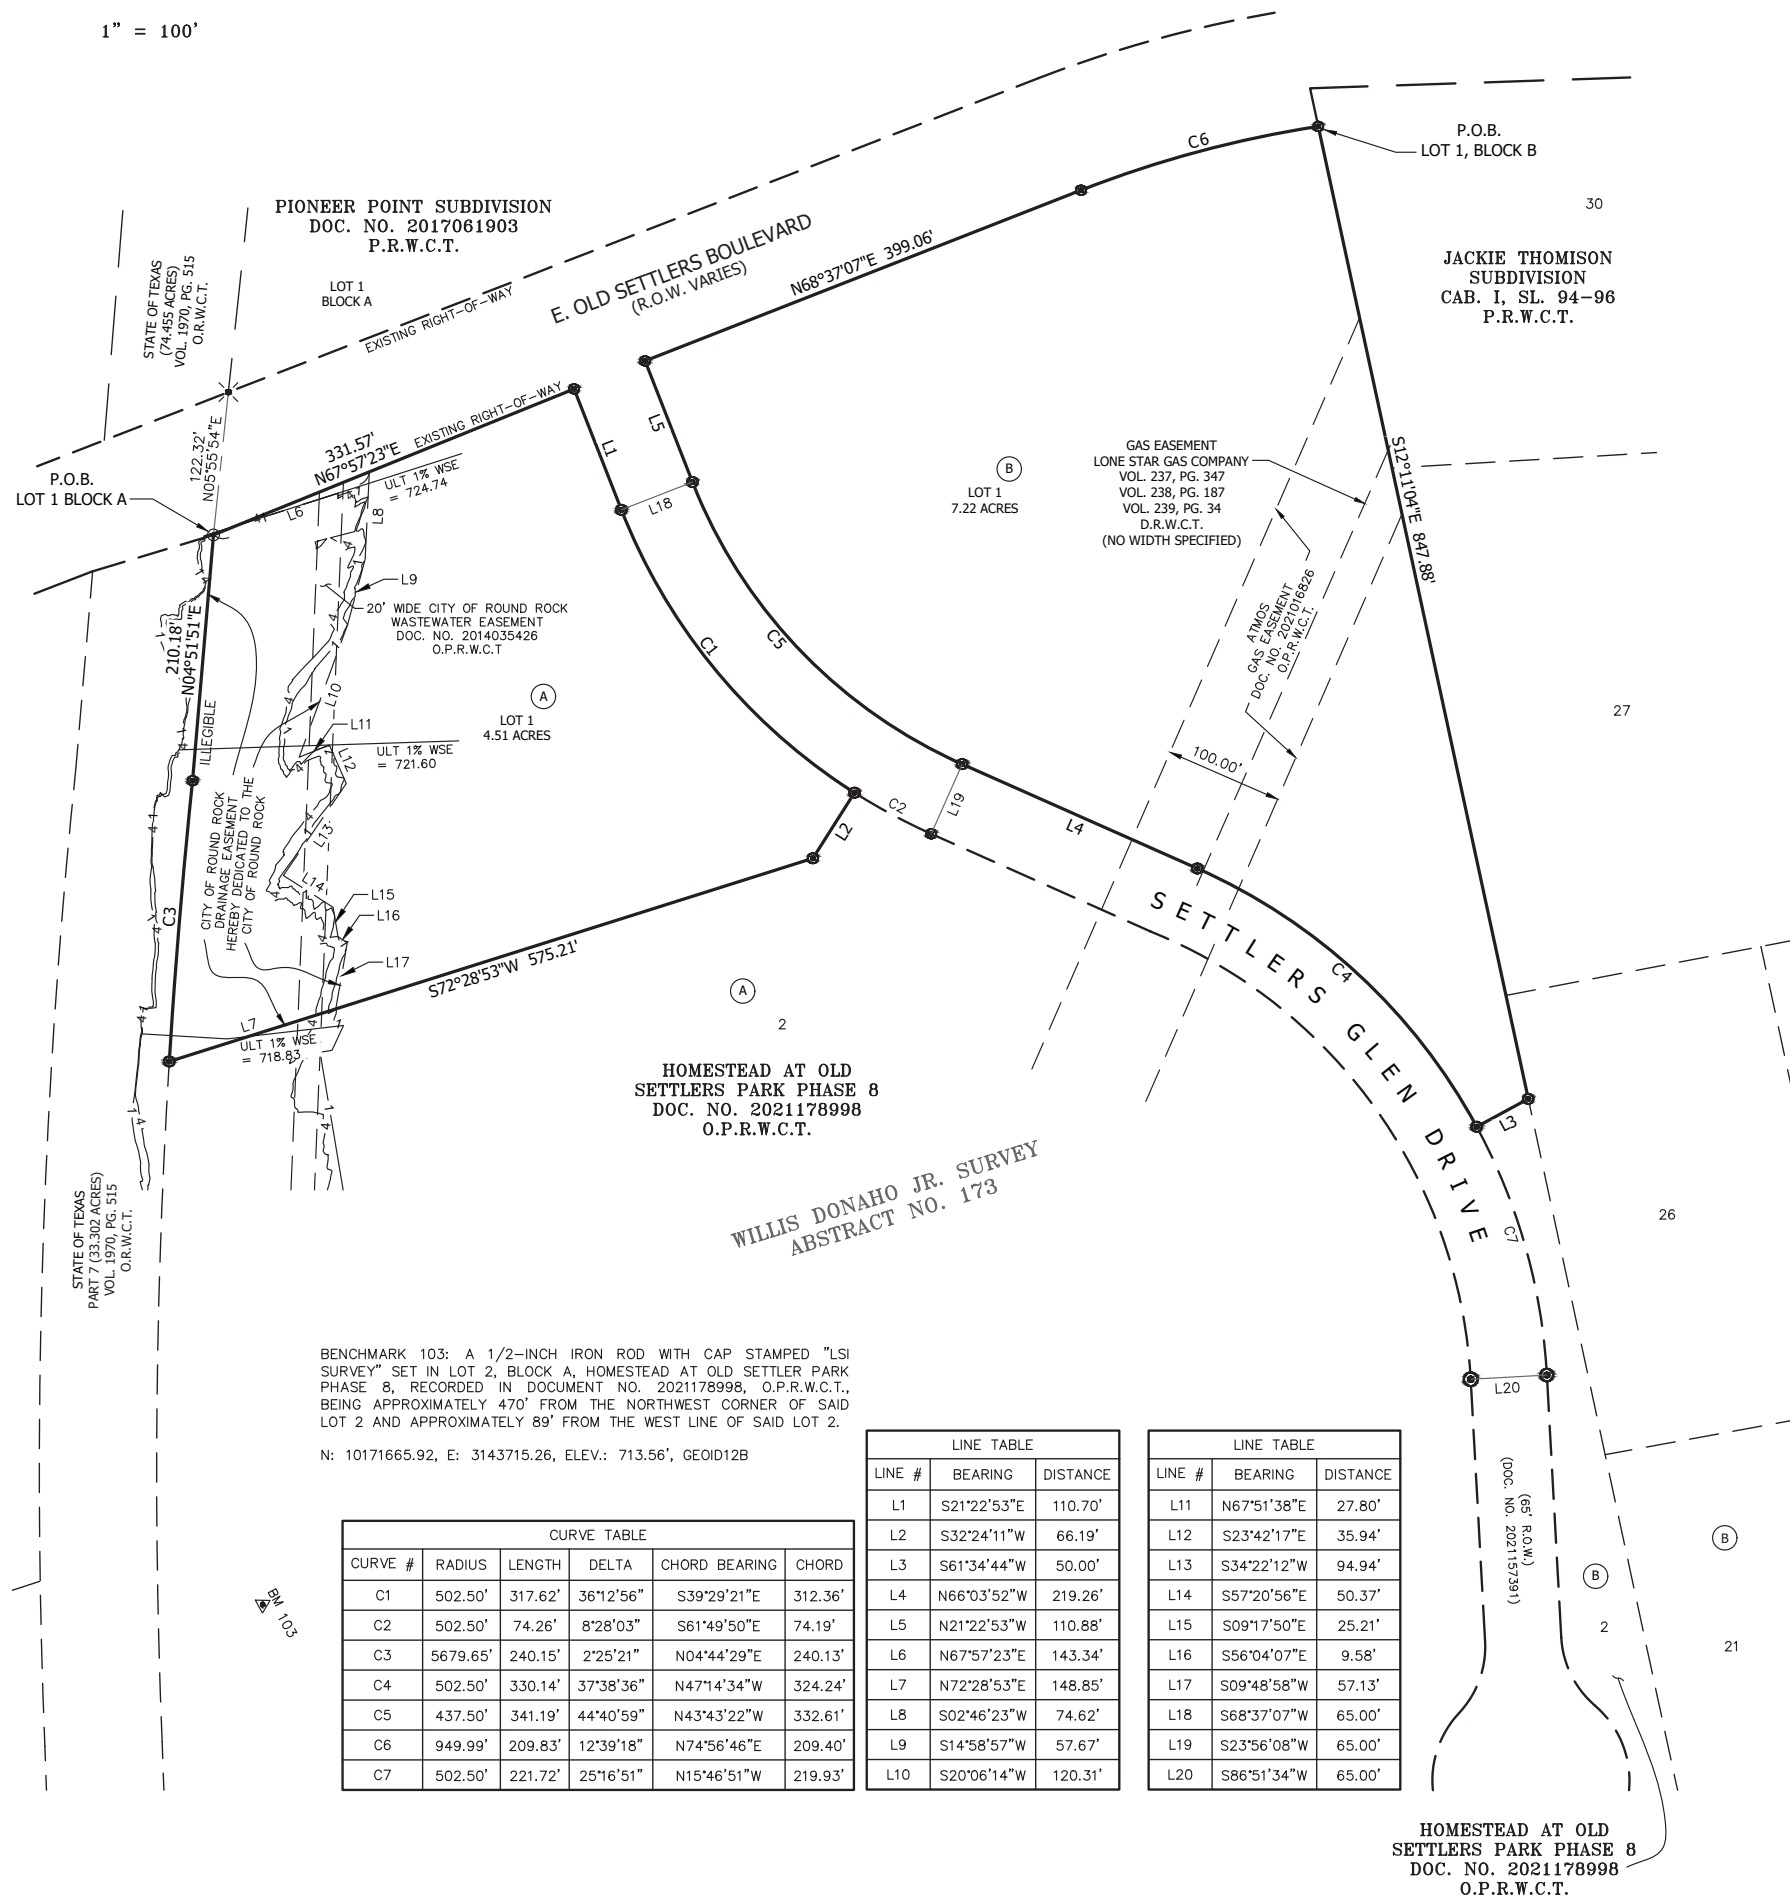 1" = 100'
PIONEER POINT SUBDIVISION
DOC. NO. 2017061903
P.R.W.C.T.
STATE OF TEXAS
(74.455 ACRES)
VOL. 1970, PG. 515
O.R.W.C.T.
LOT 1
BLOCK A
EXISTING RIGHT-OF-WAY
E. OLD SETTLERS BOULEVARD
(R.O.W. VARIES)
N68°37'07"E 399.06'
C6
P.O.B.
LOT 1, BLOCK B
30
JACKIE THOMISON
SUBDIVISION
CAB. I, SL. 94-96
P.R.W.C.T.
122.32'
N05°55'54"E
P.O.B.
LOT 1 BLOCK A
331.57'
N67°57'23"E
EXISTING RIGHT-OF-WAY
ULT 1% WSE
= 724.74
L6
L8
L1
L5
L18
B
LOT 1
7.22 ACRES
GAS EASEMENT
LONE STAR GAS COMPANY
VOL. 237, PG. 347
VOL. 238, PG. 187
VOL. 239, PG. 34
D.R.W.C.T.
(NO WIDTH SPECIFIED)
S12°11'04"E 847.88'
L9
20' WIDE CITY OF ROUND ROCK
WASTEWATER EASEMENT
DOC. NO. 2014035426
O.P.R.W.C.T
ATMOS
GAS EASEMENT
DOC. NO. 2021016826
O.P.R.W.C.T.
210.18'
N04°51'51"E
ILLEGIBLE
C1
C5
L10
L11
L12
A
LOT 1
4.51 ACRES
ULT 1% WSE
= 721.60
27
100.00'
CITY OF ROUND ROCK
DRAINAGE EASEMENT
HEREBY DEDICATED TO THE
CITY OF ROUND ROCK
L13
L14
L15
L16
L17
C3
C2
L19
L2
L4
S72°28'53"W 575.21'
L7
ULT 1% WSE
= 718.83
A
2
HOMESTEAD AT OLD
SETTLERS PARK PHASE 8
DOC. NO. 2021178998
O.P.R.W.C.T.
SETTLERS GLEN DRIVE
C4
L3
C7
26
WILLIS DONAHO JR. SURVEY
ABSTRACT NO. 173
STATE OF TEXAS
PART 7 (33.302 ACRES)
VOL. 1970, PG. 515
O.R.W.C.T.
L20
(65' R.O.W.)
(DOC. NO. 2021157391)
B
B
2
21
BM 103
BENCHMARK 103: A 1/2-INCH IRON ROD WITH CAP STAMPED "LSI
SURVEY" SET IN LOT 2, BLOCK A, HOMESTEAD AT OLD SETTLER PARK
PHASE 8, RECORDED IN DOCUMENT NO. 2021178998, O.P.R.W.C.T.,
BEING APPROXIMATELY 470' FROM THE NORTHWEST CORNER OF SAID
LOT 2 AND APPROXIMATELY 89' FROM THE WEST LINE OF SAID LOT 2.
N: 10171665.92, E: 3143715.26, ELEV.: 713.56', GEOID12B
CURVE TABLE
CURVE # RADIUS LENGTH DELTA CHORD BEARING CHORD
C1 502.50' 317.62' 36°12'56" S39°29'21"E 312.36'
C2 502.50' 74.26' 8°28'03" S61°49'50"E 74.19'
C3 5679.65' 240.15' 2°25'21" N04°44'29"E 240.13'
C4 502.50' 330.14' 37°38'36" N47°14'34"W 324.24'
C5 437.50' 341.19' 44°40'59" N43°43'22"W 332.61'
C6 949.99' 209.83' 12°39'18" N74°56'46"E 209.40'
C7 502.50' 221.72' 25°16'51" N15°46'51"W 219.93'
LINE TABLE
LINE # BEARING DISTANCE
L1 S21°22'53"E 110.70'
L2 S32°24'11"W 66.19'
L3 S61°34'44"W 50.00'
L4 N66°03'52"W 219.26'
L5 N21°22'53"W 110.88'
L6 N67°57'23"E 143.34'
L7 N72°28'53"E 148.85'
L8 S02°46'23"W 74.62'
L9 S14°58'57"W 57.67'
L10 S20°06'14"W 120.31'
LINE TABLE
LINE # BEARING DISTANCE
L11 N67°51'38"E 27.80'
L12 S23°42'17"E 35.94'
L13 S34°22'12"W 94.94'
L14 S57°20'56"E 50.37'
L15 S09°17'50"E 25.21'
L16 S56°04'07"E 9.58'
L17 S09°48'58"W 57.13'
L18 S68°37'07"W 65.00'
L19 S23°56'08"W 65.00'
L20 S86°51'34"W 65.00'
HOMESTEAD AT OLD
SETTLERS PARK PHASE 8
DOC. NO. 2021178998
O.P.R.W.C.T.